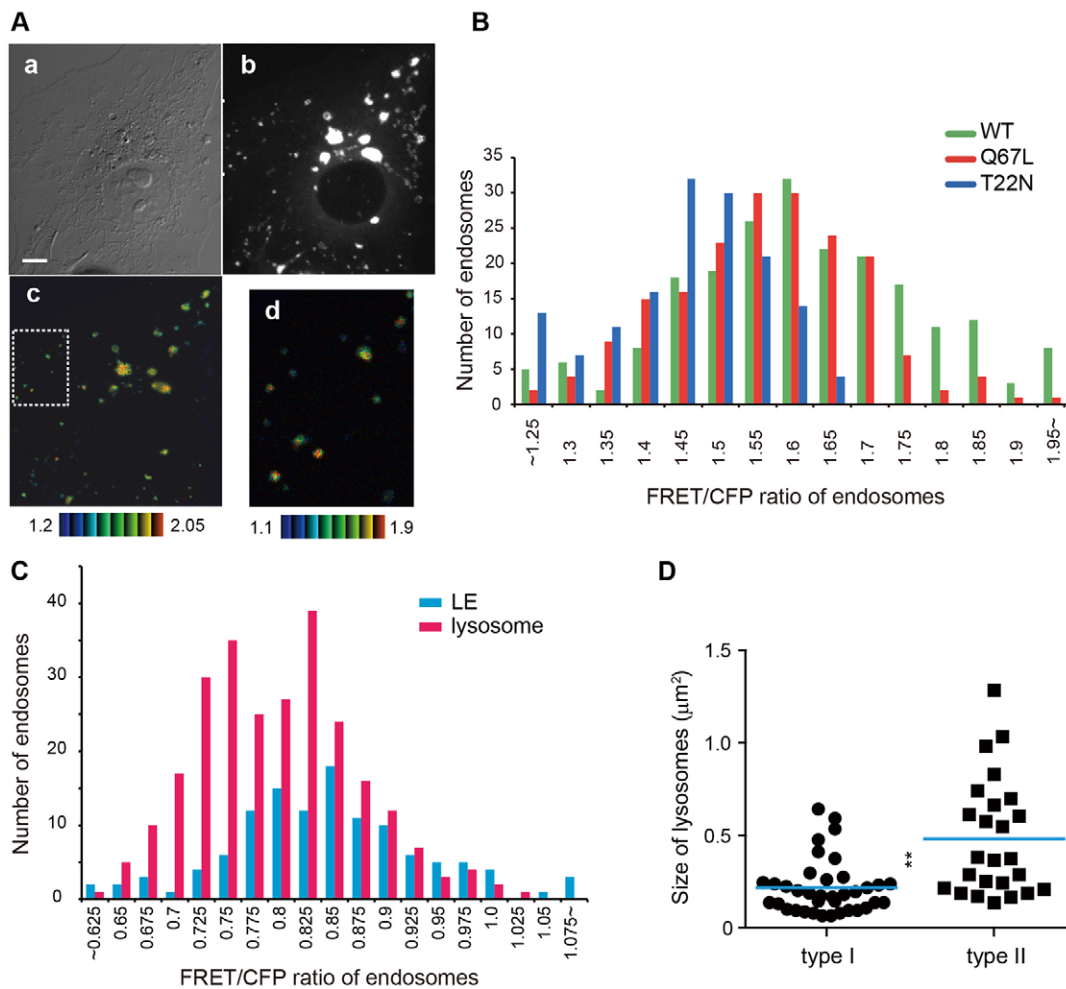 A
a
b
c
d
1.2
2.05
1.1
1.9
B
WT
Q67L
T22N
Number of endosomes
35
30
25
20
15
10
5
0
~1.25
1.3
1.35
1.4
1.45
1.5
1.55
1.6
1.65
1.7
1.75
1.8
1.85
1.9
1.95~
FRET/CFP ratio of endosomes
C
LE
lysosome
Number of endosomes
40
30
20
10
0
~0.625
0.65
0.675
0.7
0.725
0.75
0.775
0.8
0.825
0.85
0.875
0.9
0.925
0.95
0.975
1.0
1.025
1.05
1.075~
FRET/CFP ratio of endosomes
D
Size of lysosomes (μm²)
1.5
1.0
0.5
0
**
type I
type II